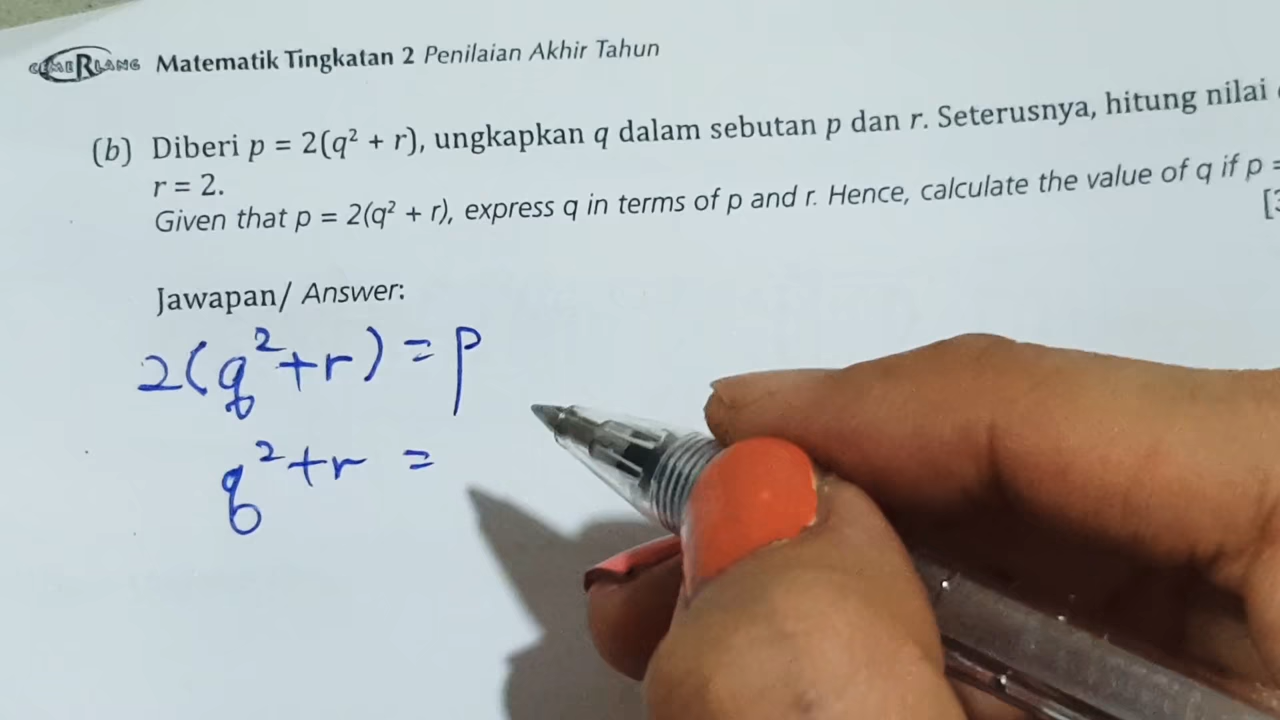 CEMERLANG Matematik Tingkatan 2 Penilaian Akhir Tahun
(b) Diberi p = 2(q² + r), ungkapkan q dalam sebutan p dan r. Seterusnya, hitung nilai
r = 2.
Given that p = 2(q² + r), express q in terms of p and r. Hence, calculate the value of q if p =
[3
Jawapan/ Answer:
2(q²+r) = p
q²+r =